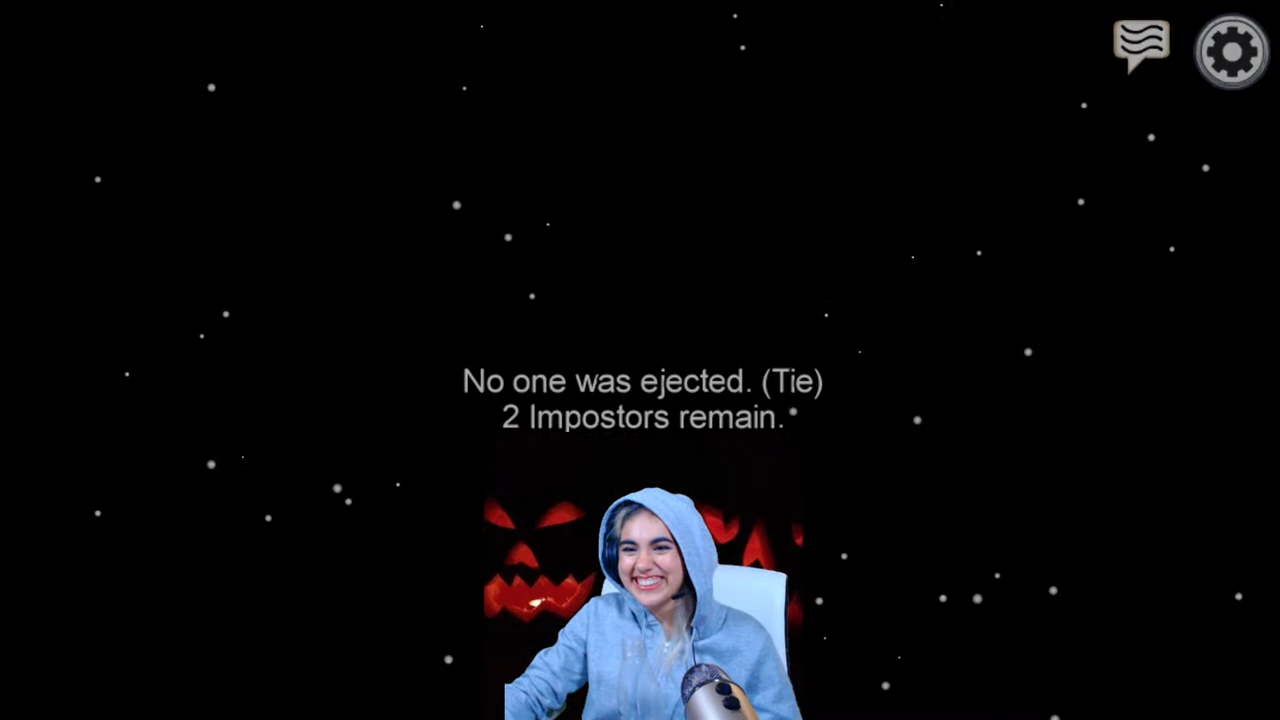 No one was ejected. (Tie)
2 Impostors remain.